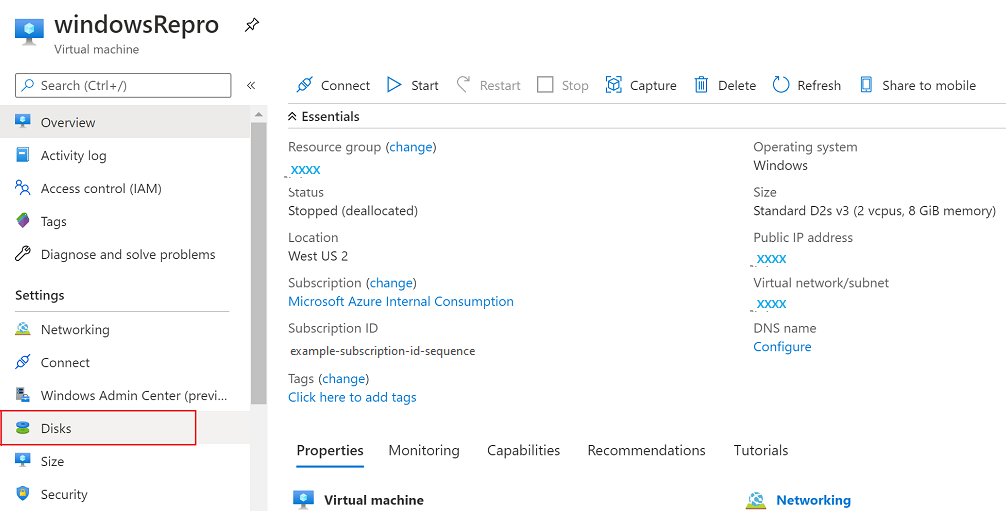 windowsRepro
Virtual machine
Search (Ctrl+/)
«
Overview
Activity log
Access control (IAM)
Tags
Diagnose and solve problems
Settings
Networking
Connect
Windows Admin Center (previ...
Disks
Size
Security
Connect Start Restart Stop Capture Delete Refresh Share to mobile
Essentials
Resource group (change)
XXXX
Status
Stopped (deallocated)
Location
West US 2
Subscription (change)
Microsoft Azure Internal Consumption
Subscription ID
example-subscription-id-sequence
Tags (change)
Click here to add tags
Operating system
Windows
Size
Standard D2s v3 (2 vcpus, 8 GiB memory)
Public IP address
XXXX
Virtual network/subnet
XXXX
DNS name
Configure
Properties Monitoring Capabilities Recommendations Tutorials
Virtual machine
Networking